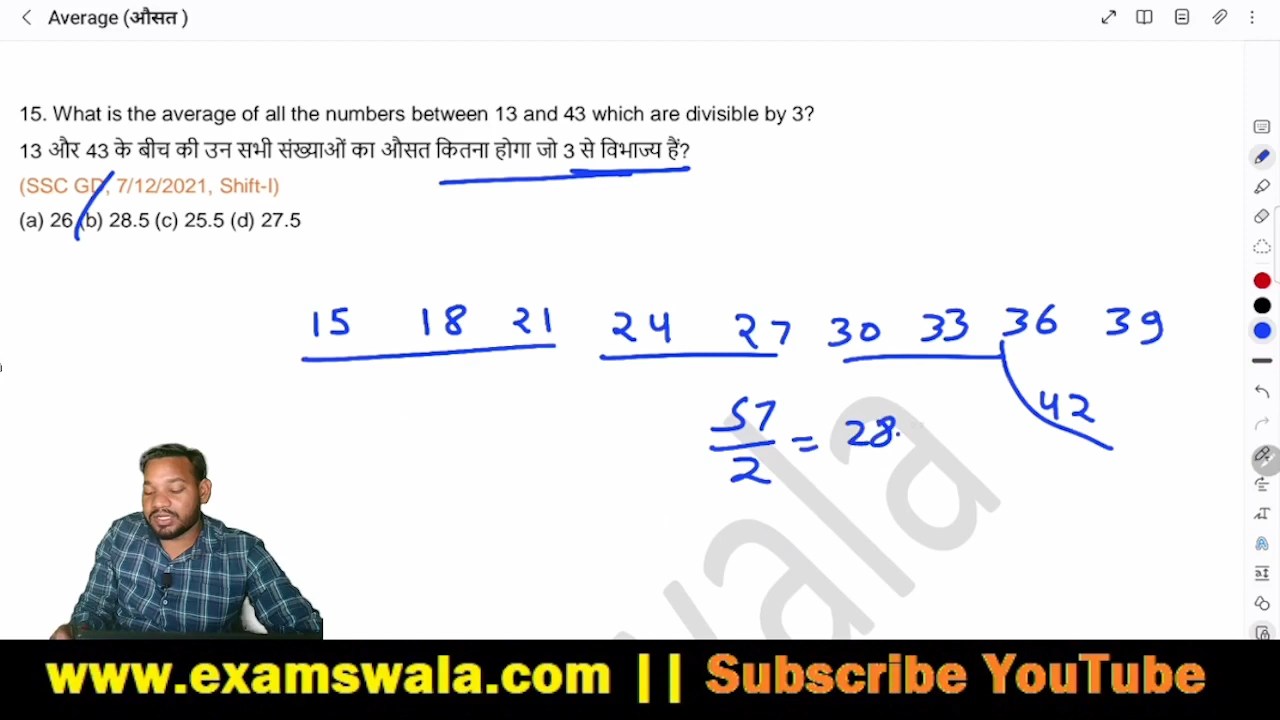 Average (औसत )
15. What is the average of all the numbers between 13 and 43 which are divisible by 3?
13 और 43 के बीच की उन सभी संख्याओं का औसत कितना होगा जो 3 से विभाज्य हैं?
(SSC GD, 7/12/2021, Shift-I)
(a) 26 (b) 28.5 (c) 25.5 (d) 27.5
15 18 21 24 27 30 33 36 39
42
57
2
= 28.
wala
www.examswala.com || Subscribe YouTube